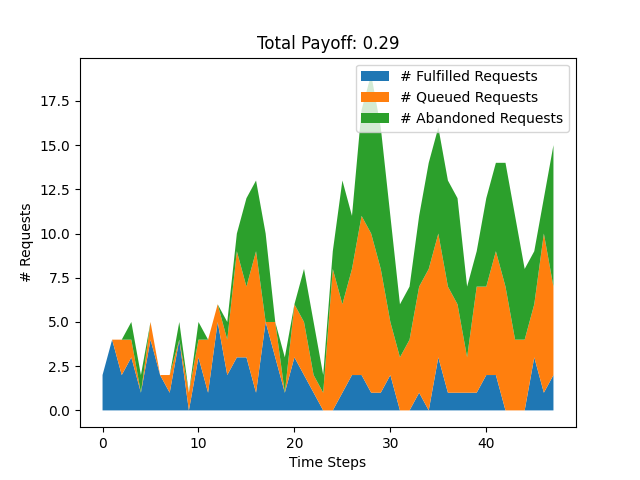 Total Payoff: 0.29
# Fulfilled Requests
# Queued Requests
# Abandoned Requests
17.5
15.0
12.5
10.0
7.5
5.0
2.5
0.0
# Requests
0 10 20 30 40
Time Steps